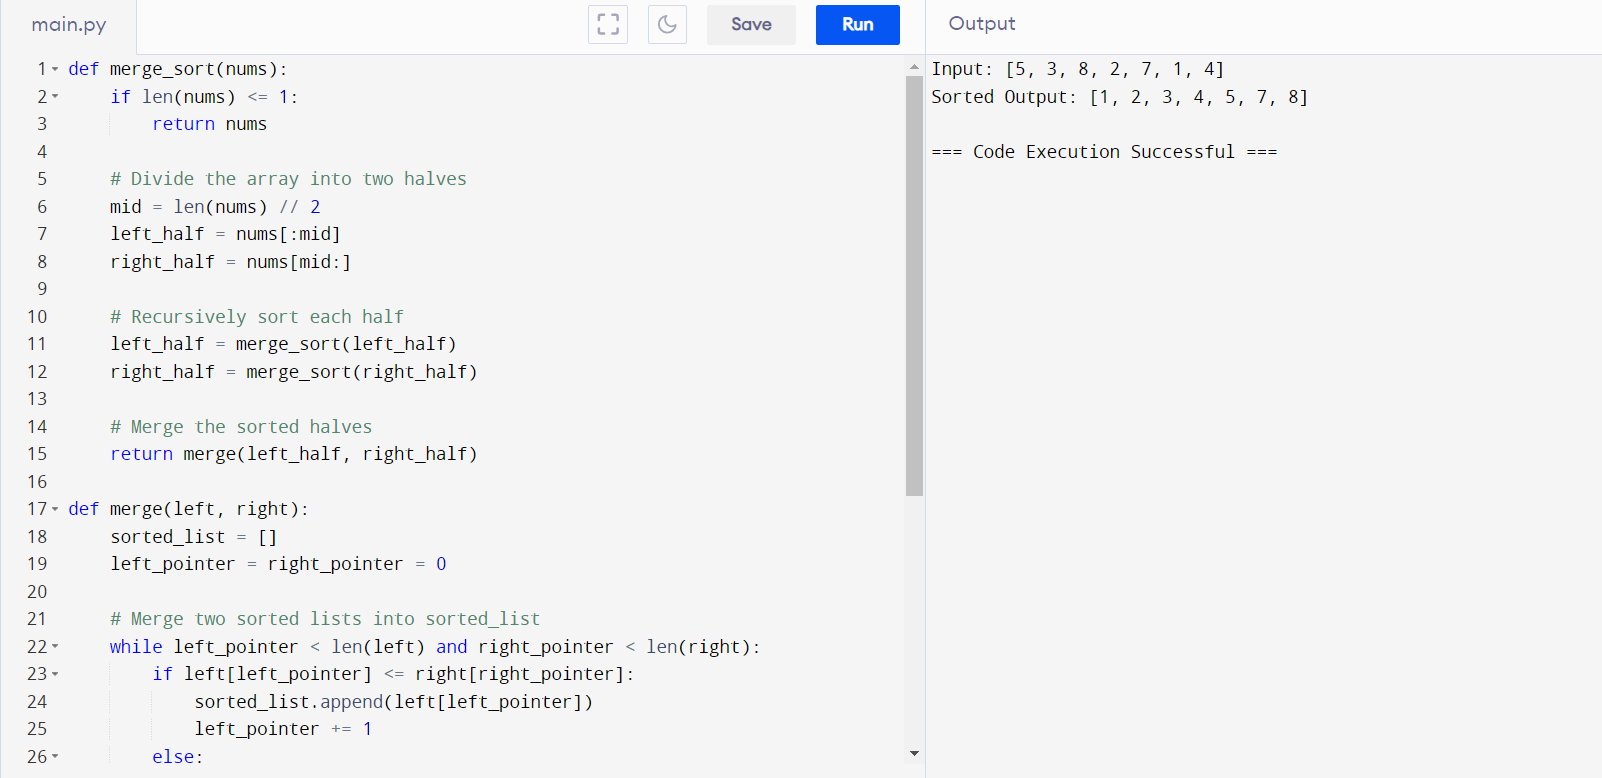 main.py Save Run Output
1 def merge_sort(nums):
2     if len(nums) <= 1:
3         return nums
4
5     # Divide the array into two halves
6     mid = len(nums) // 2
7     left_half = nums[:mid]
8     right_half = nums[mid:]
9
10     # Recursively sort each half
11     left_half = merge_sort(left_half)
12     right_half = merge_sort(right_half)
13
14     # Merge the sorted halves
15     return merge(left_half, right_half)
16
17 def merge(left, right):
18     sorted_list = []
19     left_pointer = right_pointer = 0
20
21     # Merge two sorted lists into sorted_list
22     while left_pointer < len(left) and right_pointer < len(right):
23         if left[left_pointer] <= right[right_pointer]:
24             sorted_list.append(left[left_pointer])
25             left_pointer += 1
26         else:
Input: [5, 3, 8, 2, 7, 1, 4]
Sorted Output: [1, 2, 3, 4, 5, 7, 8]

=== Code Execution Successful ===